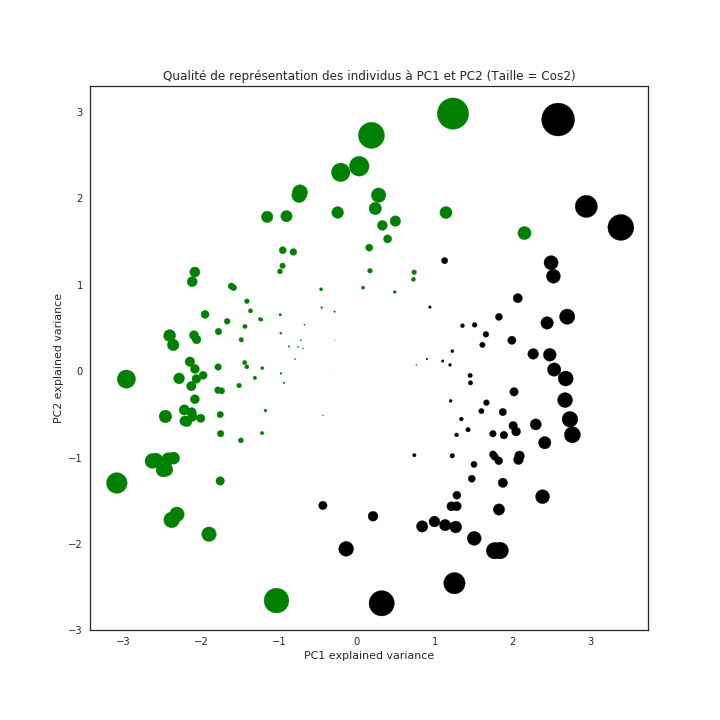 Qualité de représentation des individus à PC1 et PC2 (Taille = Cos2)
3
2
1
0
−1
−2
−3
PC2 explained variance
−3 −2 −1 0 1 2 3
PC1 explained variance